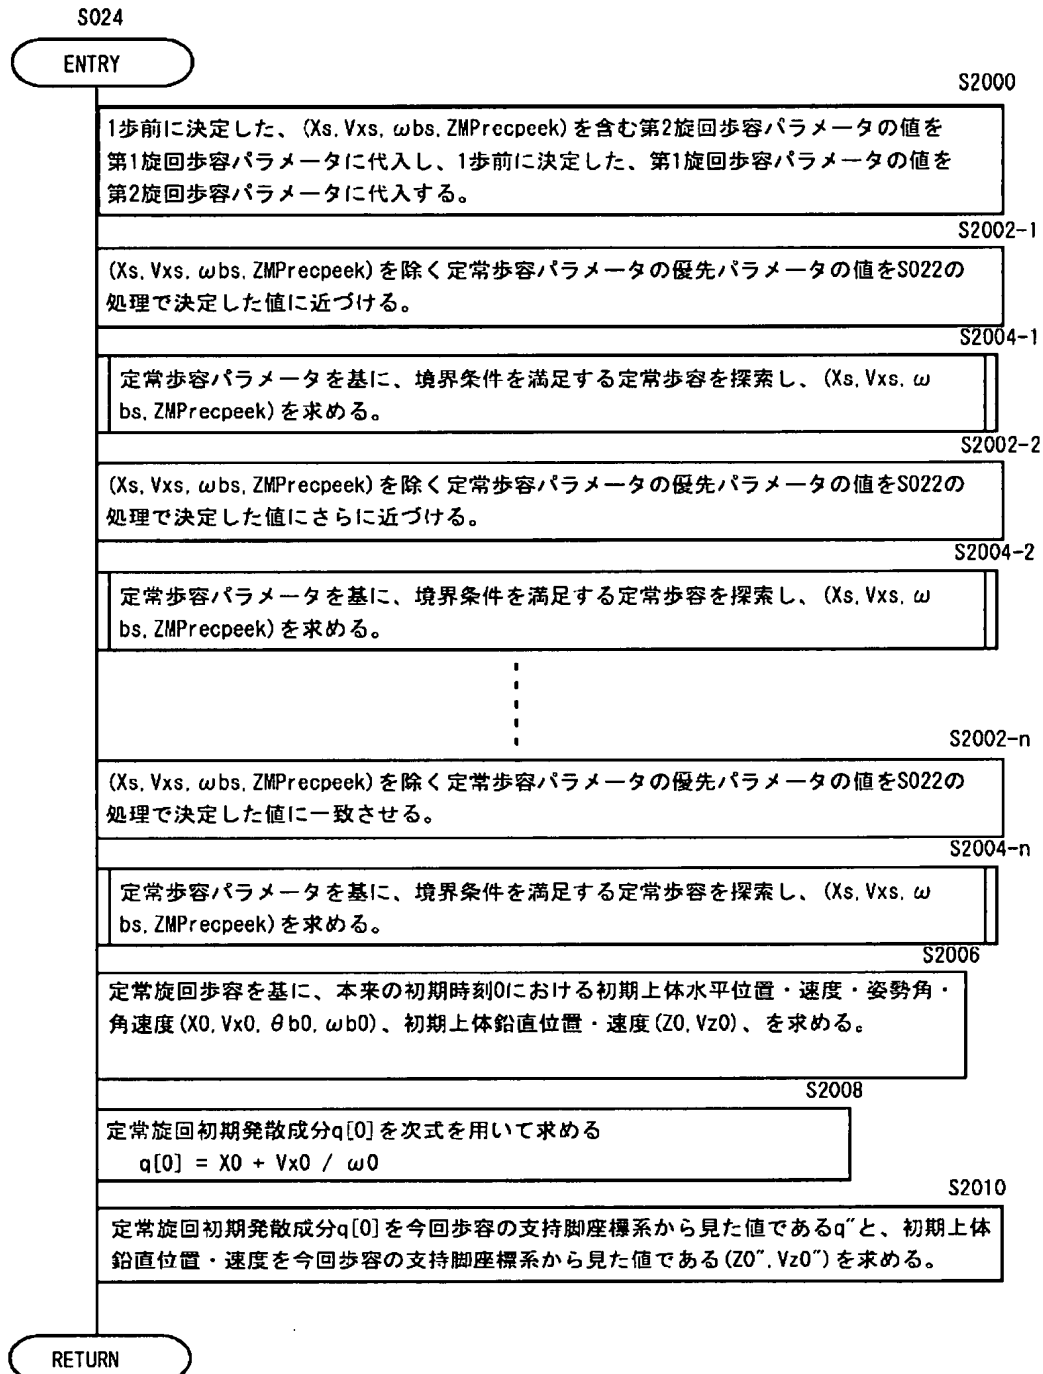 S024
ENTRY
S2000
1歩前に決定した、(Xs, Vxs, ωbs, ZMPrecpeek)を含む第2旋回歩容パラメータの値を
第1旋回歩容パラメータに代入し、1歩前に決定した、第1旋回歩容パラメータの値を
第2旋回歩容パラメータに代入する。
S2002-1
(Xs, Vxs, ωbs, ZMPrecpeek)を除く定常歩容パラメータの優先パラメータの値をS022の
処理で決定した値に近づける。
S2004-1
定常歩容パラメータを基に、境界条件を満足する定常歩容を探索し、(Xs, Vxs, ω
bs, ZMPrecpeek)を求める。
S2002-2
(Xs, Vxs, ωbs, ZMPrecpeek)を除く定常歩容パラメータの優先パラメータの値をS022の
処理で決定した値にさらに近づける。
S2004-2
定常歩容パラメータを基に、境界条件を満足する定常歩容を探索し、(Xs, Vxs, ω
bs, ZMPrecpeek)を求める。
S2002-n
(Xs, Vxs, ωbs, ZMPrecpeek)を除く定常歩容パラメータの優先パラメータの値をS022の
処理で決定した値に一致させる。
S2004-n
定常歩容パラメータを基に、境界条件を満足する定常歩容を探索し、(Xs, Vxs, ω
bs, ZMPrecpeek)を求める。
S2006
定常旋回歩容を基に、本来の初期時刻0における初期上体水平位置・速度・姿勢角・
角速度(X0, Vx0, θb0, ωb0)、初期上体鉛直位置・速度(Z0, Vz0)、を求める。
S2008
定常旋回初期発散成分q[0]を次式を用いて求める
q[0] = X0 + Vx0 / ω0
S2010
定常旋回初期発散成分q[0]を今回歩容の支持脚座標系から見た値であるq″と、初期上体
鉛直位置・速度を今回歩容の支持脚座標系から見た値である(Z0″, Vz0″)を求める。
RETURN